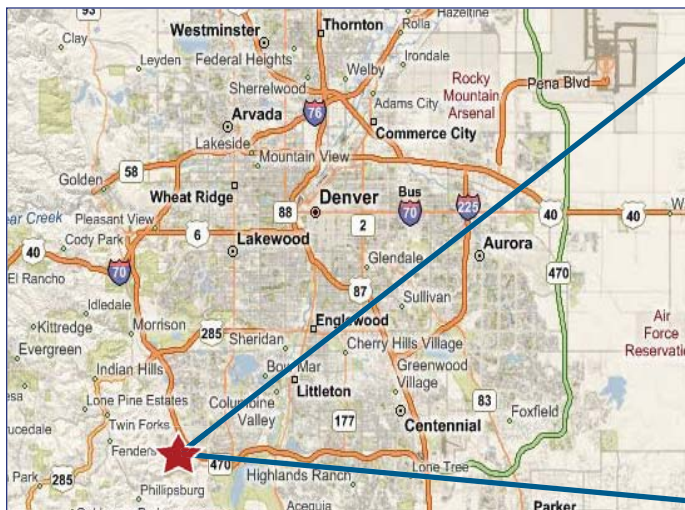 93
Hazeltine
Clay
Westminster
Thornton
Rolla
Leyden
Federal Heights
Welby
Irondale
Sherrelwood
Rocky
Mountain
Arsenal
Pena Blvd
Arvada
76
Adams City
Commerce City
Lakeside
58
Mountain View
Golden
Wheat Ridge
Denver
Bus
70
225
88
2
40
40
Creek
Pleasant View
6
Cody Park
Lakewood
Glendale
Aurora
40
70
470
El Rancho
87
Idledale
Sullivan
Air
Force
Kittredge
Morrison
Englewood
285
Evergreen
Sheridan
Cherry Hills Village
Indian Hills
Bow Mar
Greenwood
Village
Littleton
Lone Pine Estates
Columbine
Valley
83
Twin Forks
177
Centennial
Foxfield
470
Lone Tree
285
Highlands Ranch
Phillipsburg
Acequia
Parker